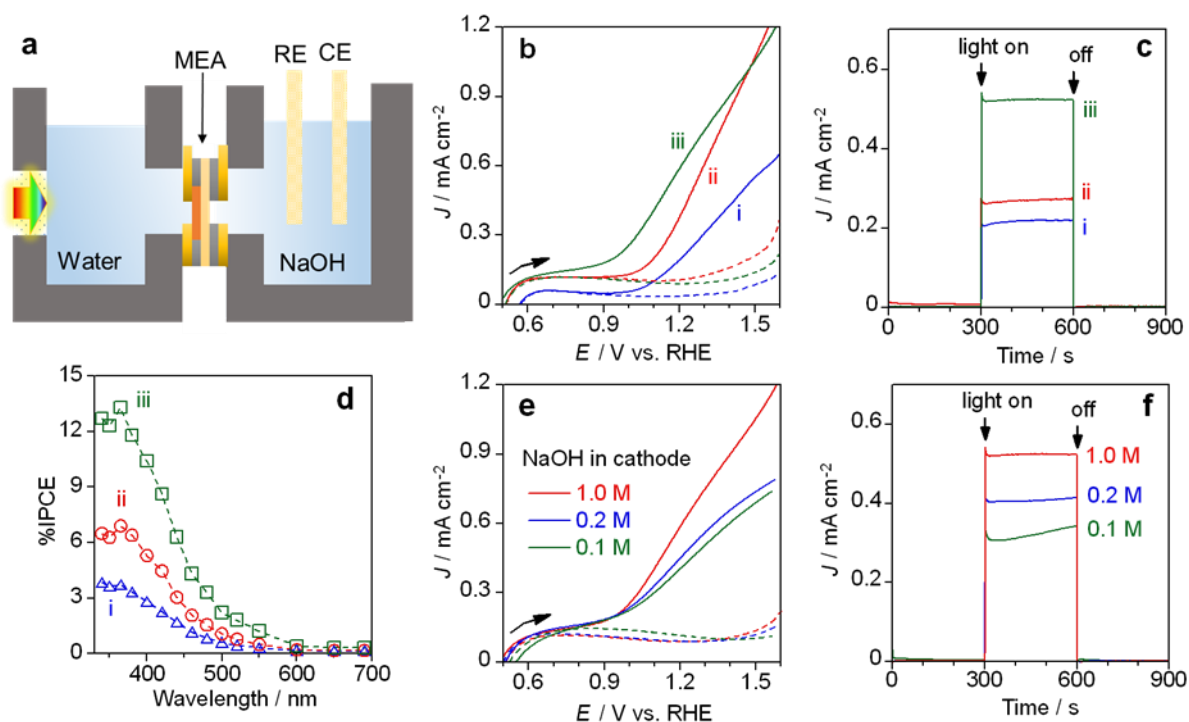 a
MEA
RE
CE
Water
NaOH
b
J / mA cm-2
1.2
0.9
0.6
0.3
0
iii
ii
i
0.6
0.9
1.2
1.5
E / V vs. RHE
c
light on
off
J / mA cm-2
0.6
0.4
0.2
0
iii
ii
i
0
300
600
900
Time / s
d
%IPCE
15
12
9
6
3
0
iii
ii
i
400
500
600
700
Wavelength / nm
e
J / mA cm-2
1.2
0.9
0.6
0.3
0
NaOH in cathode
1.0 M
0.2 M
0.1 M
0.6
0.9
1.2
1.5
E / V vs. RHE
f
light on
off
J / mA cm-2
0.6
0.4
0.2
0
1.0 M
0.2 M
0.1 M
0
300
600
900
Time / s